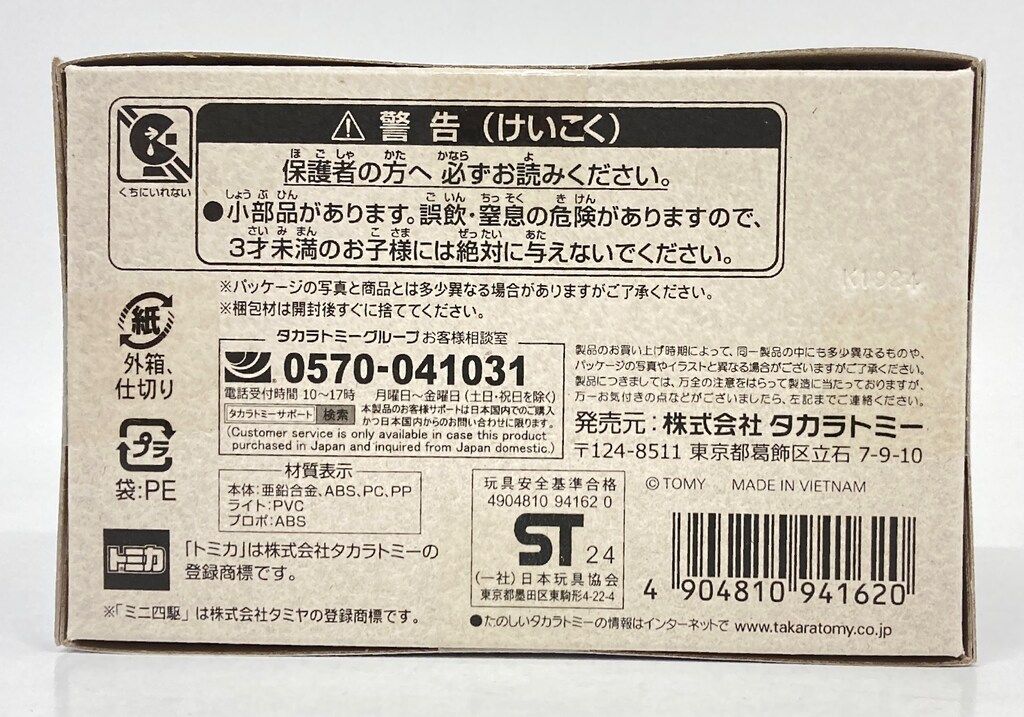 ⚠警告(けいこく)
保護者の方へ 必ずお読みください。
くちにいれない
●小部品があります。誤飲・窒息の危険がありますので、
3才未満のお子様には絶対に与えないでください。
※パッケージの写真と商品とは多少異なる場合がありますがご了承ください。
※梱包材は開封後すぐに捨ててください。
紙
外箱、
仕切り
プラ
袋:PE
タカラトミーグループお客様相談室
0570-041031
電話受付時間 10〜17時 月曜日〜金曜日(土日・祝日を除く)
タカラトミーサポート 検索 本製品のお客様サポートは日本国内でのご購入
かつ日本国内からのお問い合わせに限ります。
(Customer service is only available in case this product
purchased in Japan and inquired from Japan domestic.)
製品のお買い上げ時期によって、同一製品の中にも多少異なるものや、
パッケージの写真やイラストと異なる場合がございますがご了承ください。
製品につきましては、万全の注意をはらって製造に当たっておりますが、
万一お気付きの点などございましたら、左記までご連絡ください。
発売元:株式会社 タカラトミー
〒124-8511 東京都葛飾区立石 7-9-10
© TOMY MADE IN VIETNAM
材質表示
本体:亜鉛合金、ABS、PC、PP
ライト:PVC
プロポ:ABS
玩具安全基準合格
4904810 94162 0
ST 24
(一社)日本玩具協会
東京都墨田区東駒形4-22-4
トミカ
「トミカ」は株式会社タカラトミーの
登録商標です。
※「ミニ四駆」は株式会社タミヤの登録商標です。
4 904810 941620
●たのしいタカラトミーの情報はインターネットで www.takaratomy.co.jp